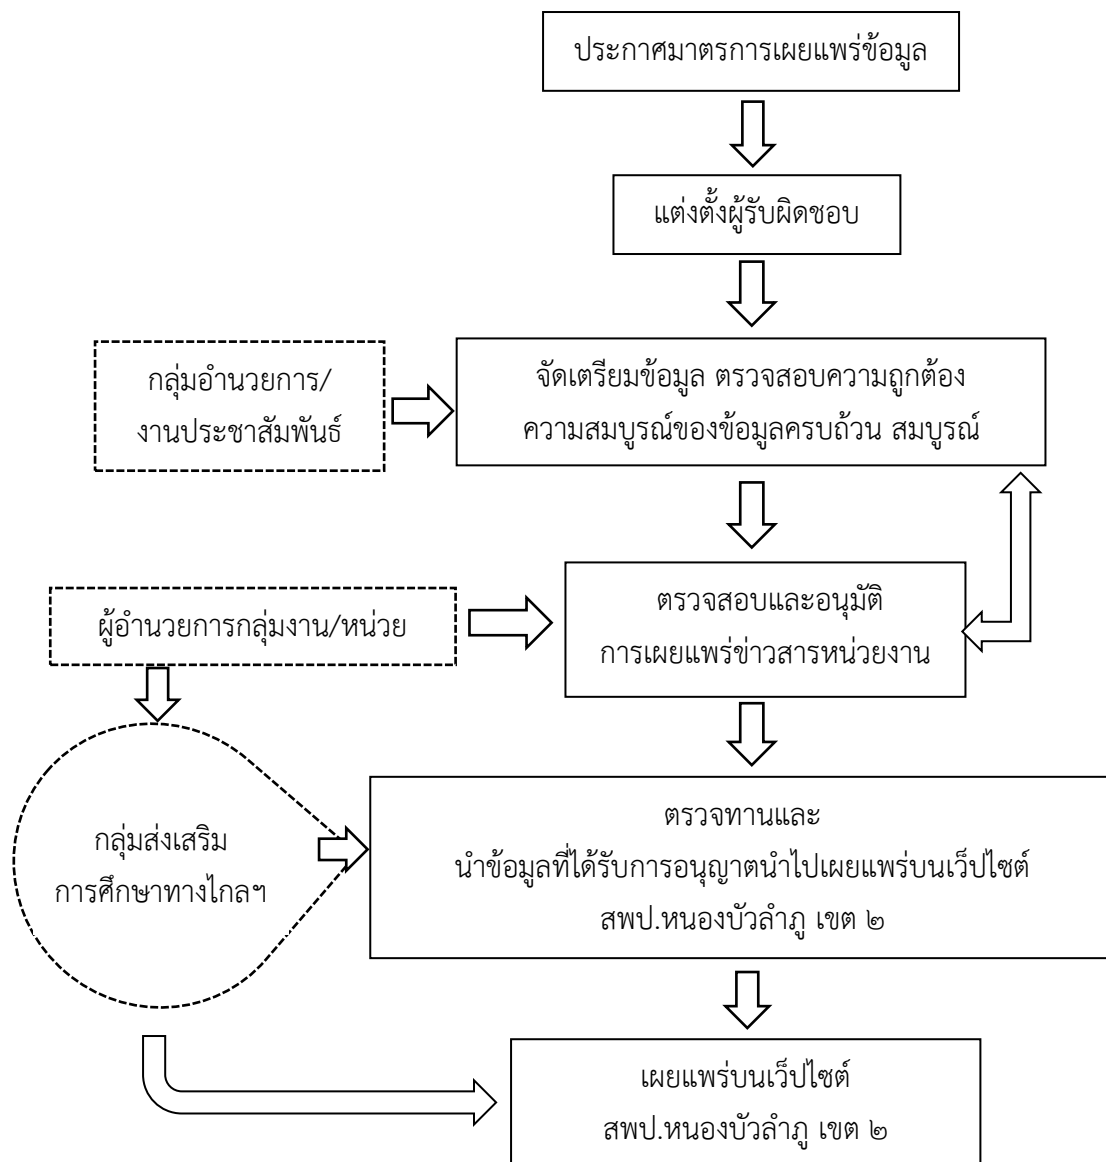 ประกาศมาตรการเผยแพร่ข้อมูล
แต่งตั้งผู้รับผิดชอบ
กลุ่มอำนวยการ/
งานประชาสัมพันธ์
จัดเตรียมข้อมูล ตรวจสอบความถูกต้อง
ความสมบูรณ์ของข้อมูลครบถ้วน สมบูรณ์
ผู้อำนวยการกลุ่มงาน/หน่วย
ตรวจสอบและอนุมัติ
การเผยแพร่ข่าวสารหน่วยงาน
กลุ่มส่งเสริม
การศึกษาทางไกลฯ
ตรวจทานและ
นำข้อมูลที่ได้รับการอนุญาตนำไปเผยแพร่บนเว็ปไซต์
สพป.หนองบัวลำภู เขต ๒
เผยแพร่บนเว็ปไซต์
สพป.หนองบัวลำภู เขต ๒